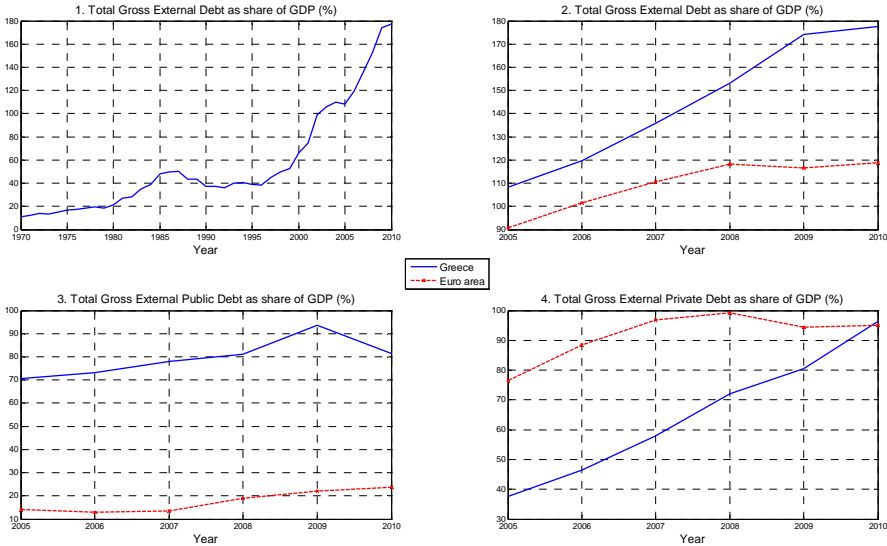 1. Total Gross External Debt as share of GDP (%)
180
160
140
120
100
80
60
40
20
0
1970 1975 1980 1985 1990 1995 2000 2005 2010
Year
2. Total Gross External Debt as share of GDP (%)
180
170
160
150
140
130
120
110
100
90
2005 2006 2007 2008 2009 2010
Year
Greece
Euro area
3. Total Gross External Public Debt as share of GDP (%)
100
90
80
70
60
50
40
30
20
10
2005 2006 2007 2008 2009 2010
Year
4. Total Gross External Private Debt as share of GDP (%)
100
90
80
70
60
50
40
30
2005 2006 2007 2008 2009 2010
Year